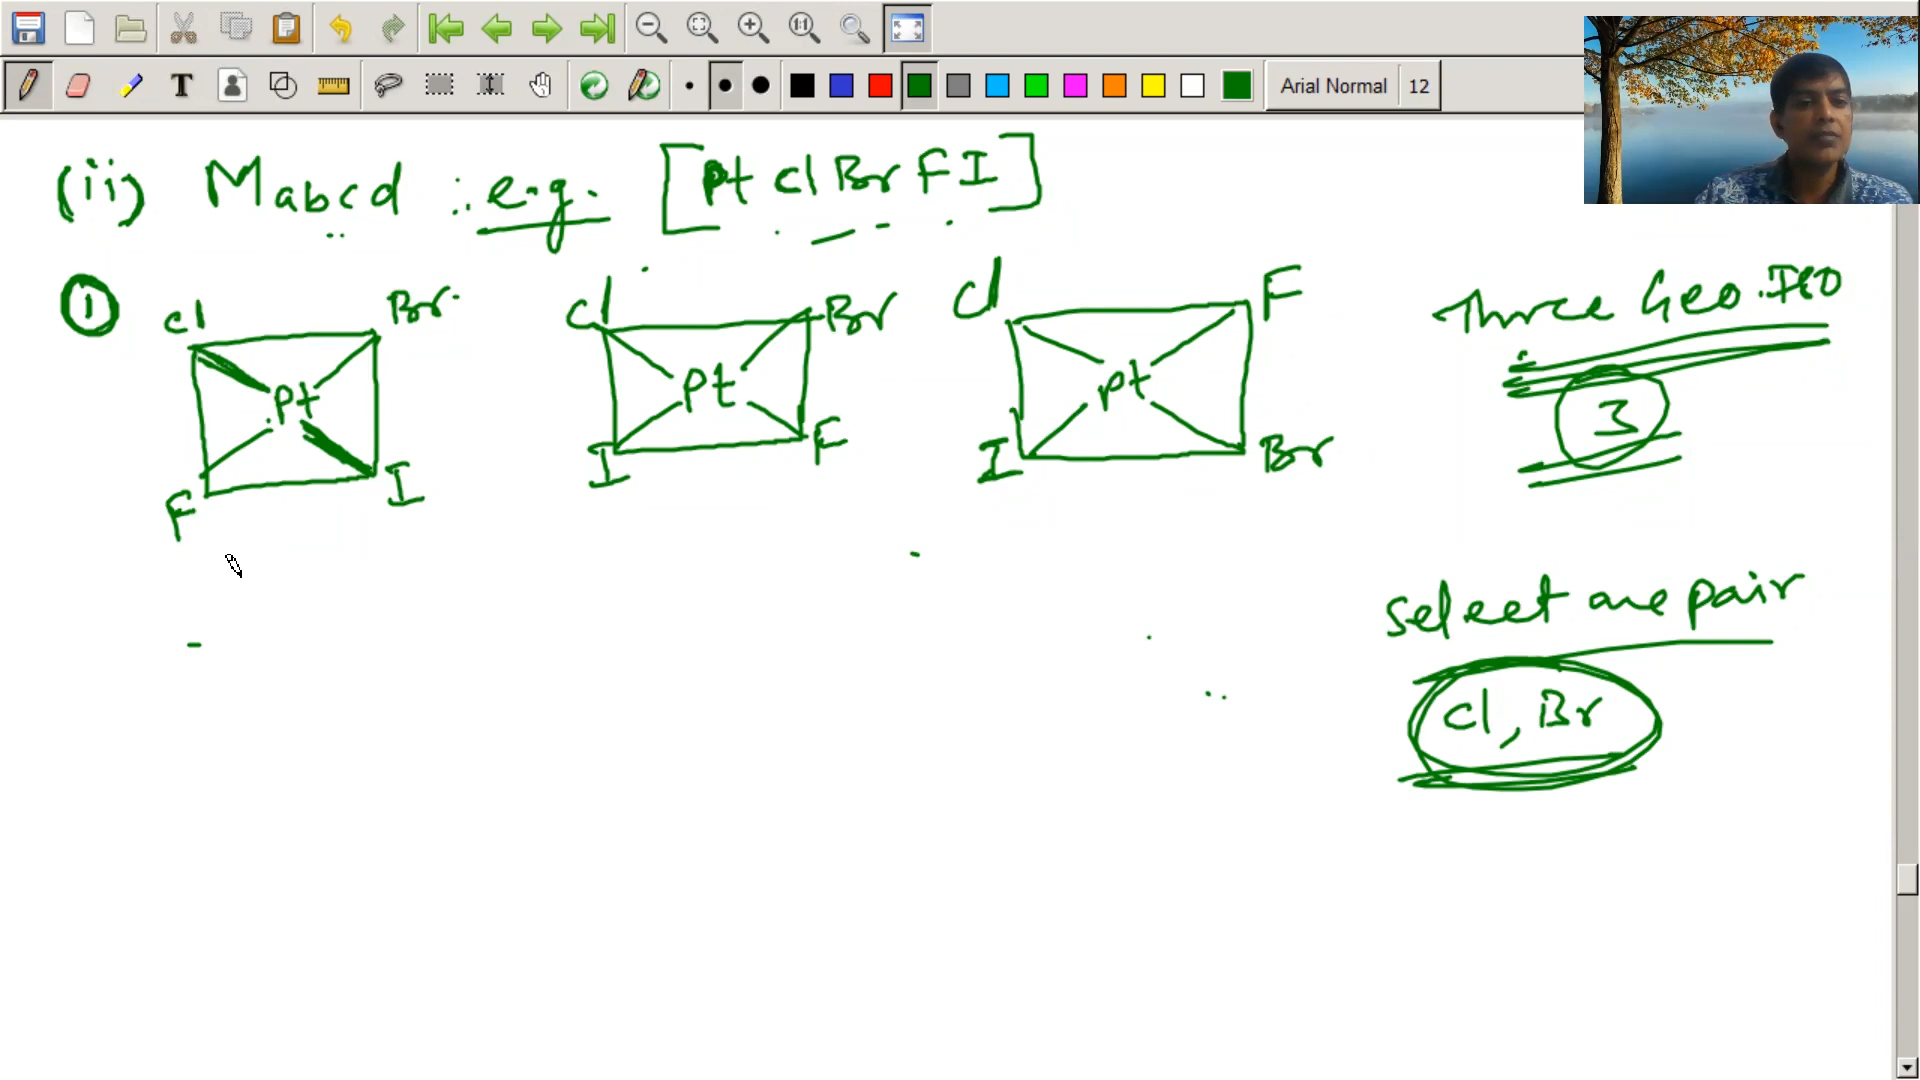 Arial Normal 12
(ii) Mabcd :. e.g. [Pt Cl Br F I]
①
Cl Br
Pt
F I
Cl Br
Pt
I F
Cl F
Pt
I Br
Three Geo. ISO
3
select one pair
Cl, Br